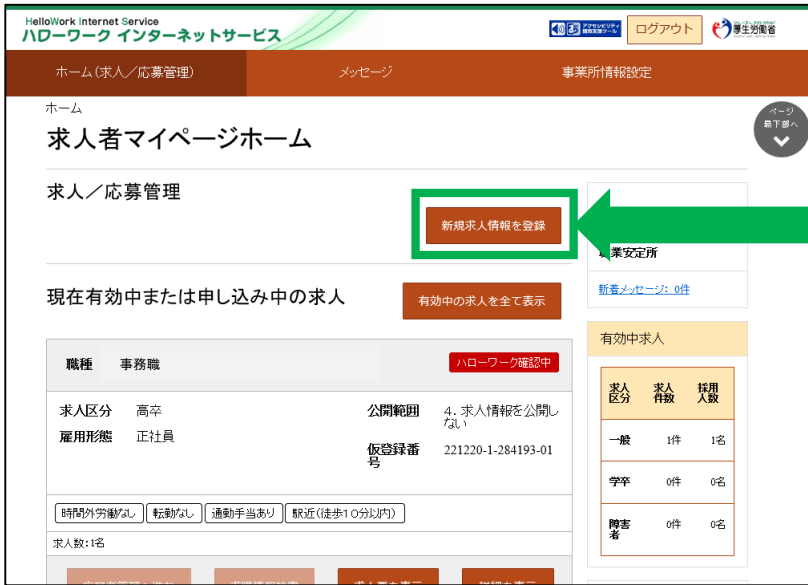 HelloWork Internet Service
ハローワーク インターネットサービス
ログアウト
厚生労働省
ホーム(求人／応募管理)
メッセージ
事業所情報設定
ホーム
ページ
最下部へ
求人者マイページホーム
求人／応募管理
新規求人情報を登録
業安定所
新着メッセージ: 0件
現在有効中または申し込み中の求人
有効中の求人を全て表示
有効中求人
求人
区分
求人
件数
採用
人数
一般 1件 1名
学卒 0件 0名
障害
者
0件 0名
職種 事務職
ハローワーク確認中
求人区分 高卒
雇用形態 正社員
公開範囲
4．求人情報を公開し
ない
仮登録番
号
221220-1-284193-01
時間外労働なし 転勤なし 通勤手当あり 駅近(徒歩10分以内)
求人数:1名
求人票を表示
詳細を表示